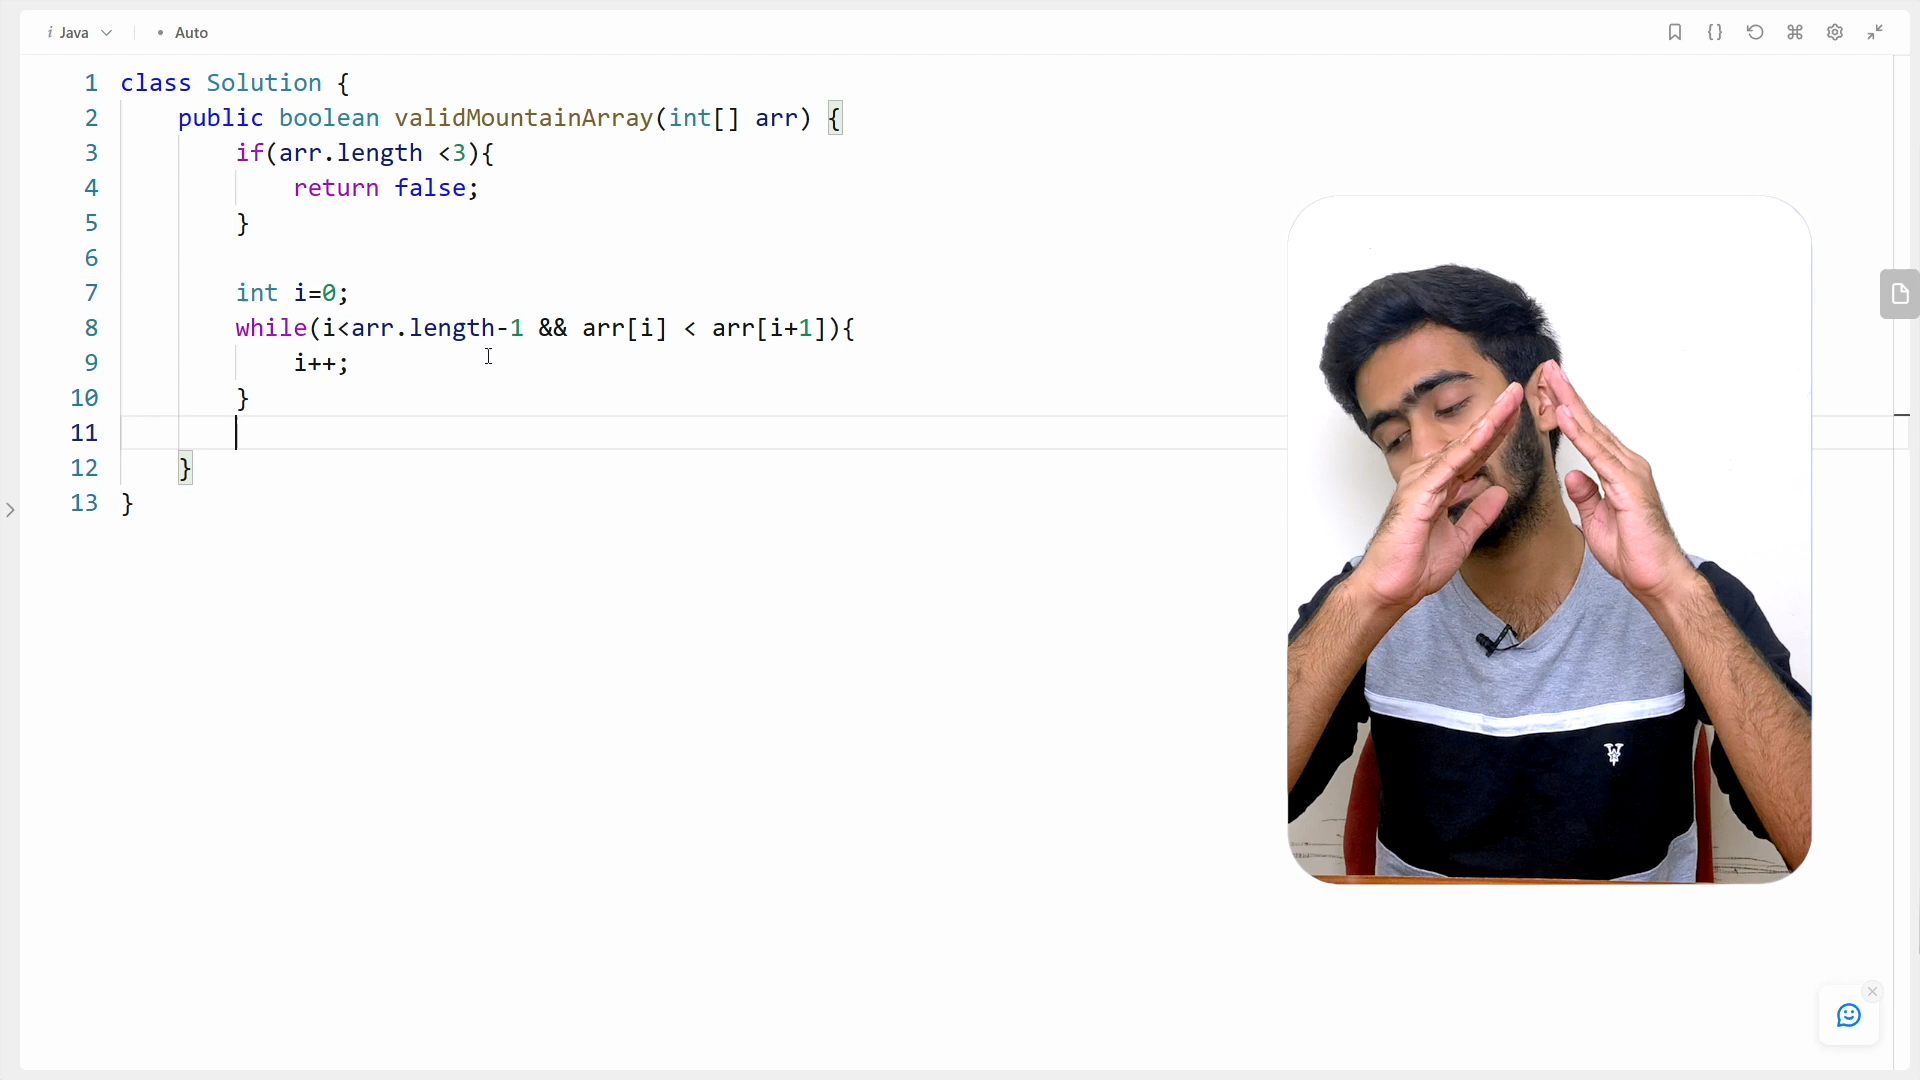 i Java
Auto
1 class Solution {
2 public boolean validMountainArray(int[] arr) {
3 if(arr.length <3){
4 return false;
5 }
6
7 int i=0;
8 while(i<arr.length-1 && arr[i] < arr[i+1]){
9 i++;
10 }
11
12 }
13 }